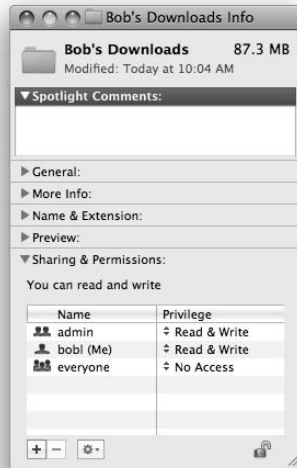 Bob's Downloads Info
Bob's Downloads 87.3 MB
Modified: Today at 10:04 AM
Spotlight Comments:
General:
More Info:
Name & Extension:
Preview:
Sharing & Permissions:
You can read and write
Name Privilege
admin Read & Write
bobl (Me) Read & Write
everyone No Access